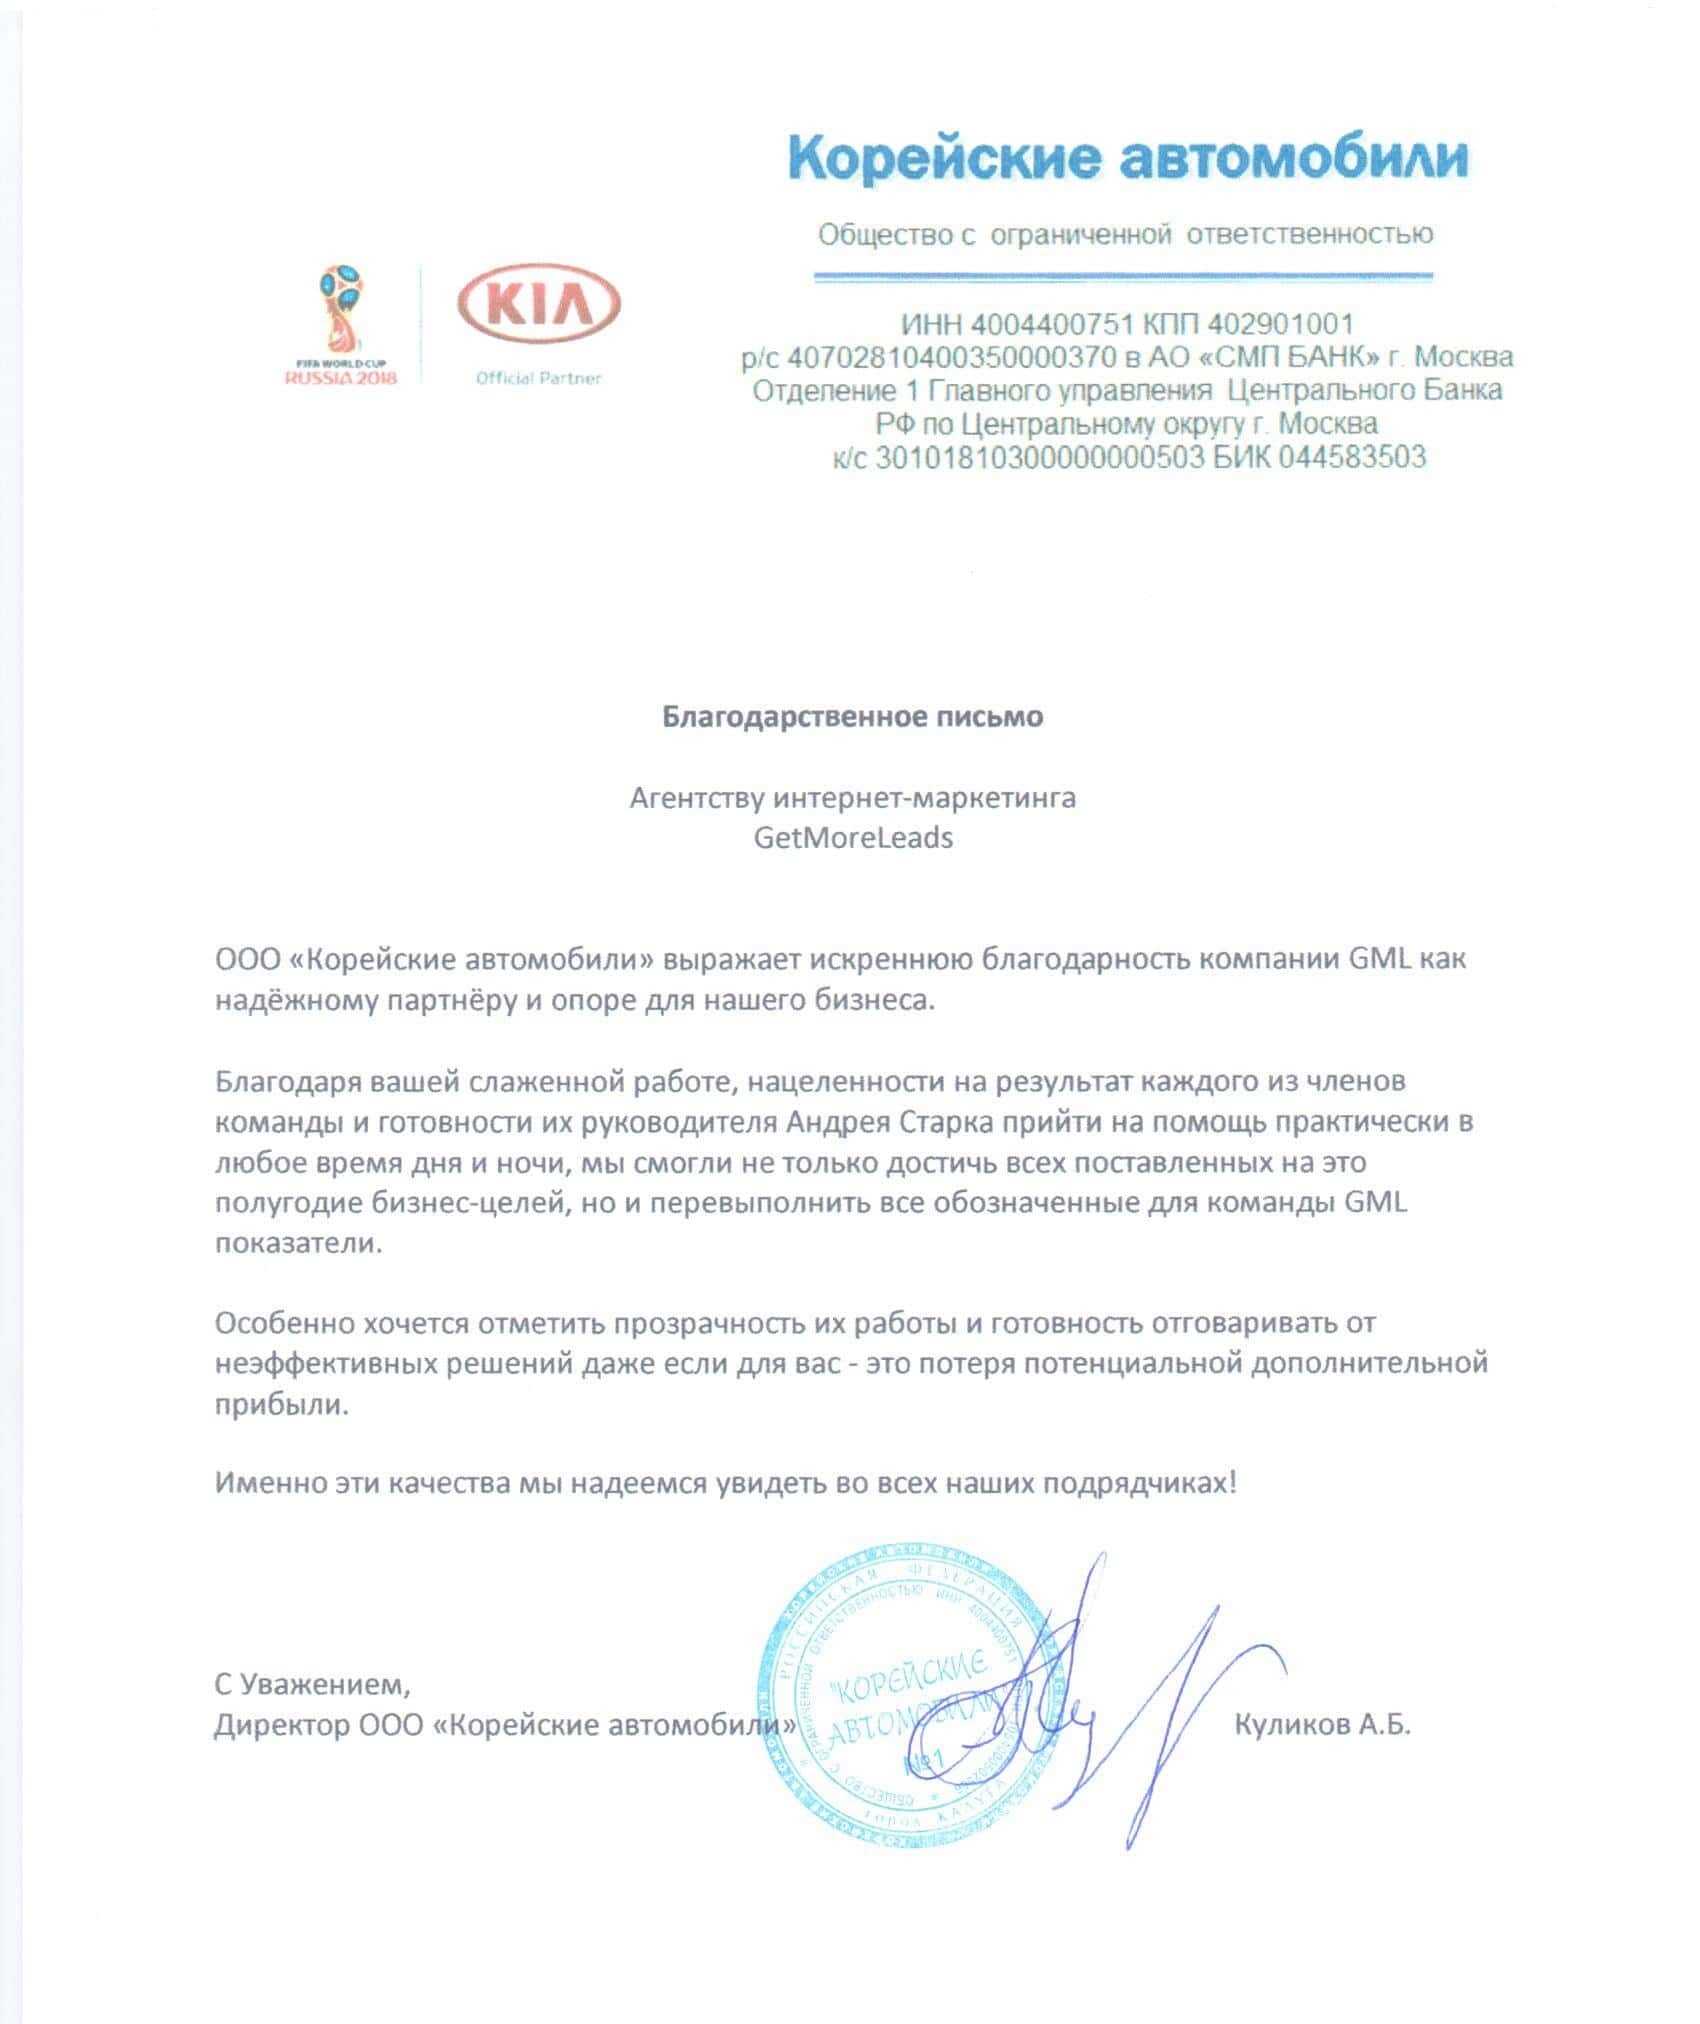 Корейские автомобили
Общество с ограниченной ответственностью
FIFA WORLD CUP
RUSSIA 2018
KIA
Official Partner
ИНН 4004400751 КПП 402901001
р/с 40702810400350000370 в АО «СМП БАНК» г. Москва
Отделение 1 Главного управления Центрального Банка
РФ по Центральному округу г. Москва
к/с 30101810300000000503 БИК 044583503
Благодарственное письмо
Агентству интернет-маркетинга
GetMoreLeads
ООО «Корейские автомобили» выражает искреннюю благодарность компании GML как
надёжному партнёру и опоре для нашего бизнеса.
Благодаря вашей слаженной работе, нацеленности на результат каждого из членов
команды и готовности их руководителя Андрея Старка прийти на помощь практически в
любое время дня и ночи, мы смогли не только достичь всех поставленных на это
полугодие бизнес-целей, но и перевыполнить все обозначенные для команды GML
показатели.
Особенно хочется отметить прозрачность их работы и готовность отговаривать от
неэффективных решений даже если для вас - это потеря потенциальной дополнительной
прибыли.
Именно эти качества мы надеемся увидеть во всех наших подрядчиках!
С Уважением,
Директор ООО «Корейские автомобили»
Куликов А.Б.
РОССИЙСКАЯ ФЕДЕРАЦИЯ
город КАЛУГА
ОБЩЕСТВО С ОГРАНИЧЕННОЙ ОТВЕТСТВЕННОСТЬЮ ИНН 4004400751
"КОРЕЙСКИЕ
АВТОМОБИЛИ"
№1